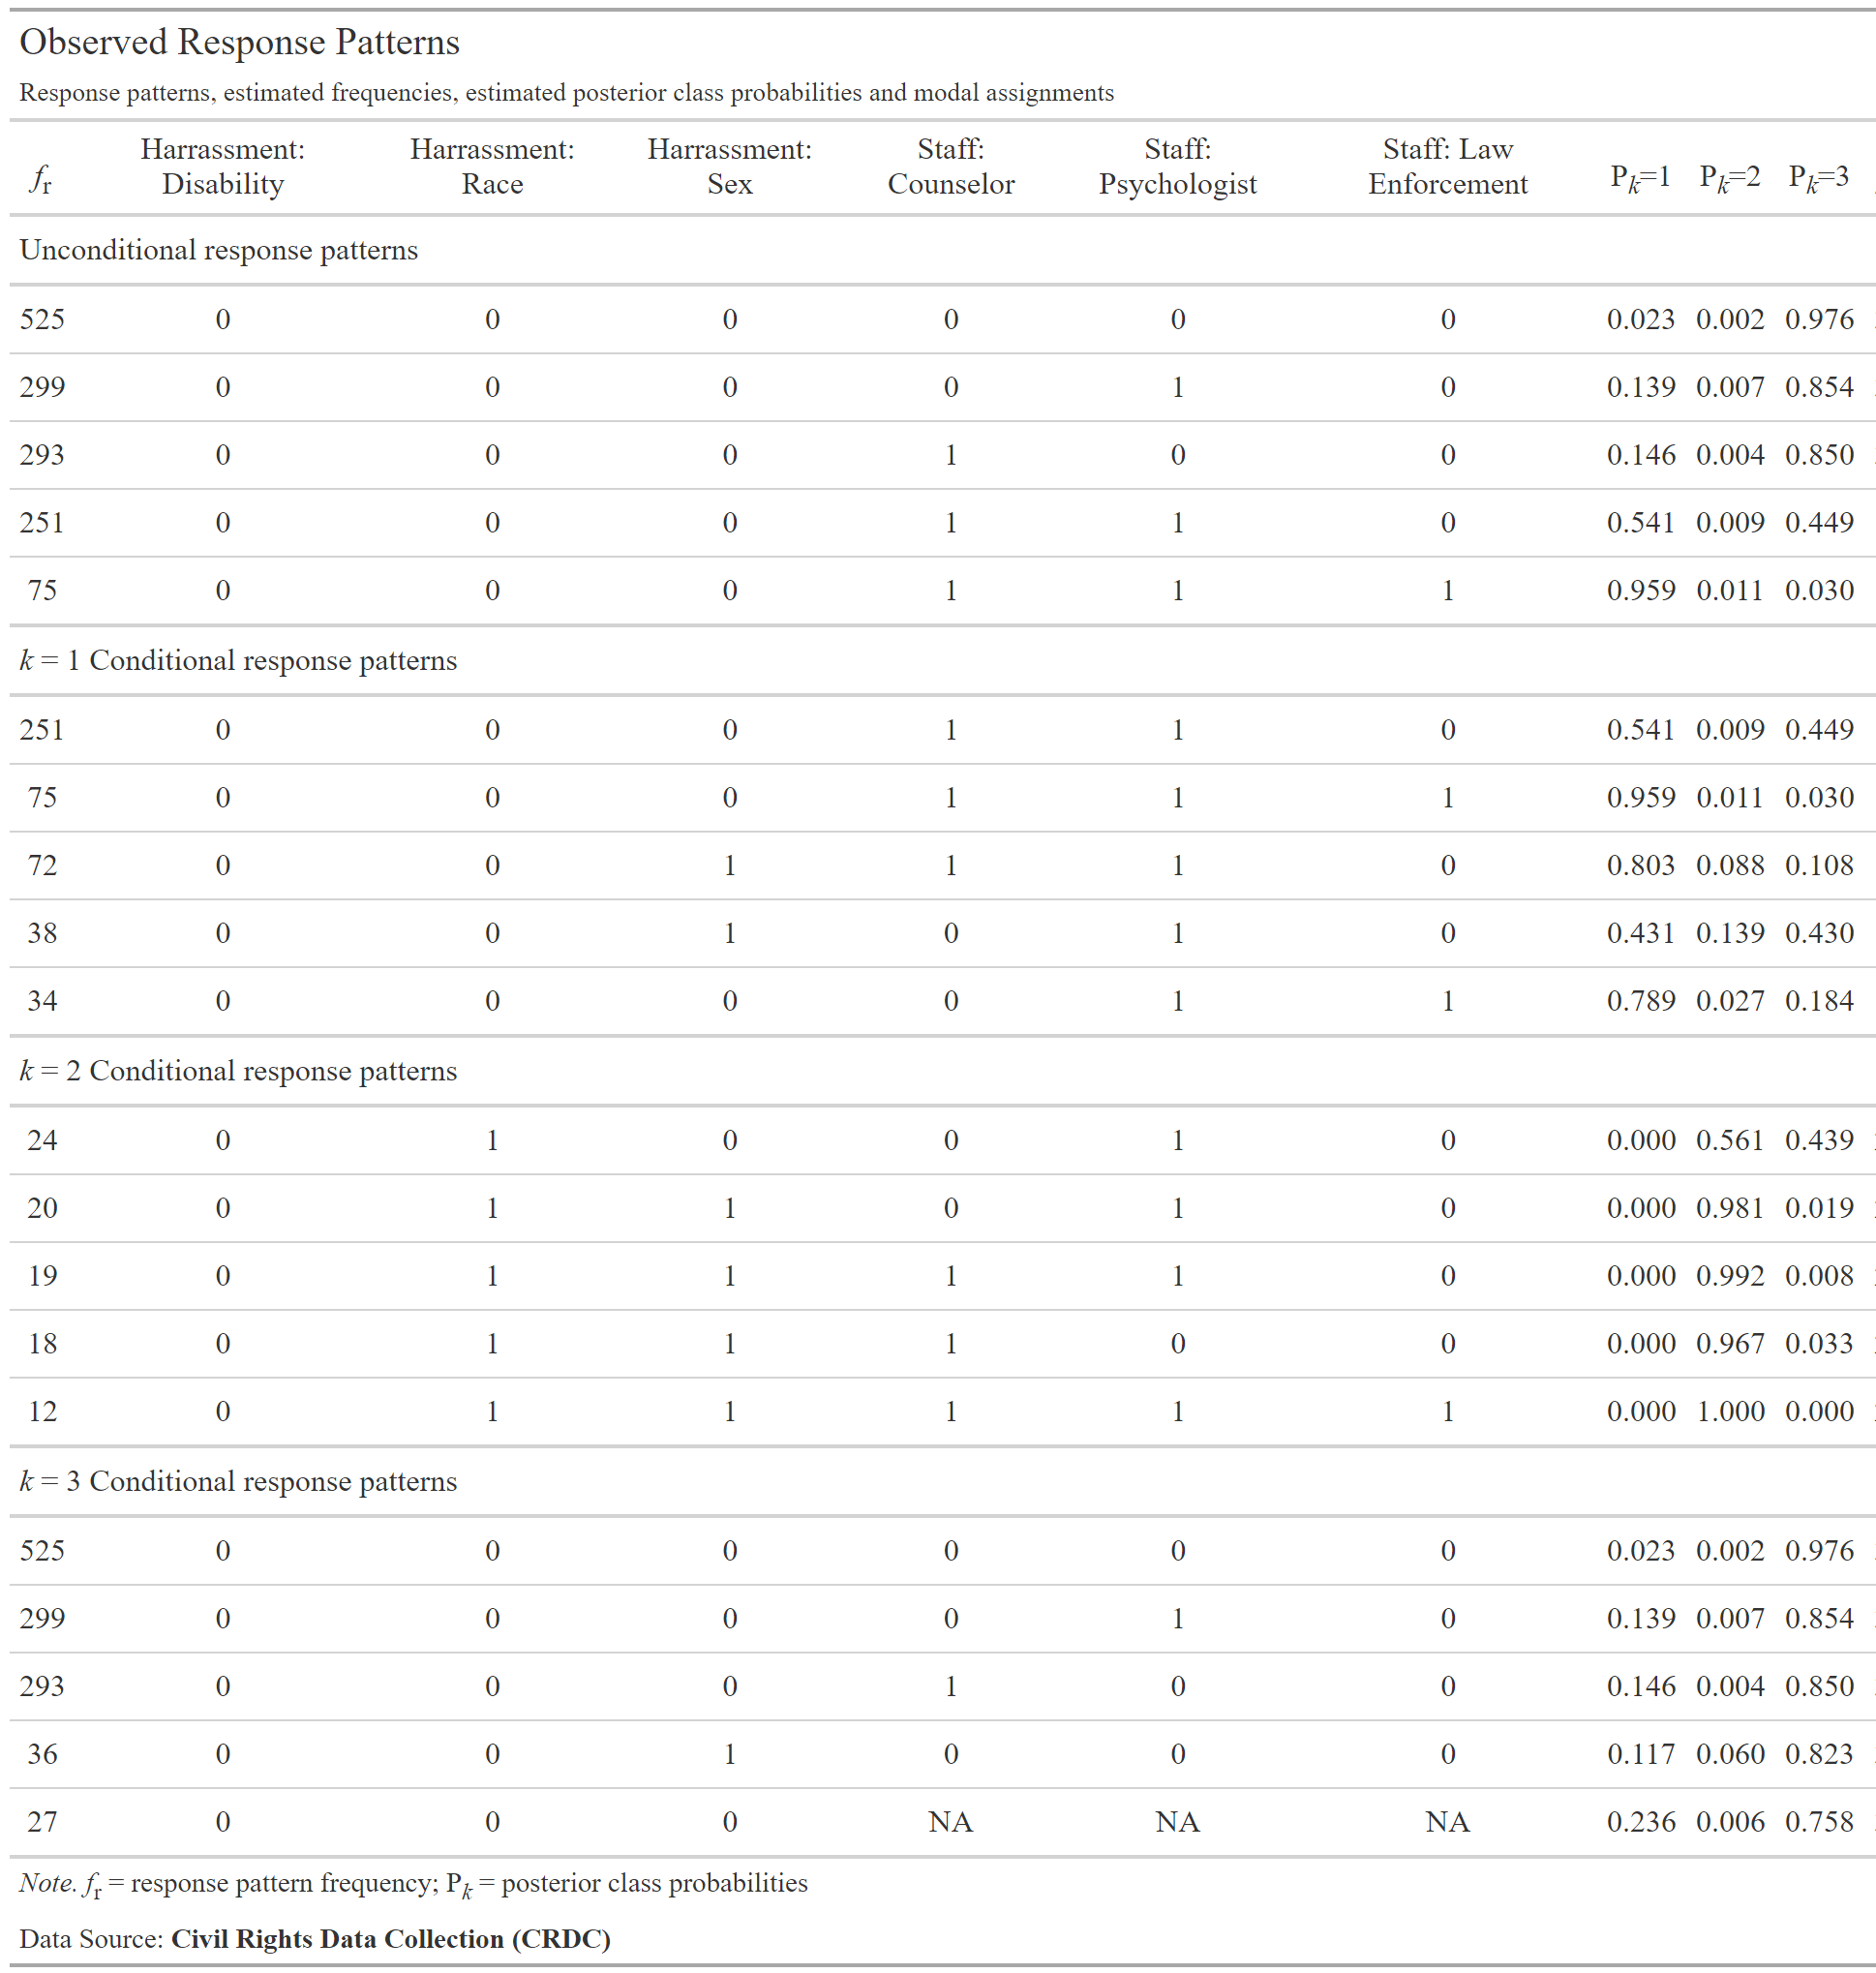 Observed Response Patterns
Response patterns, estimated frequencies, estimated posterior class probabilities and modal assignments
fr Harrassment: Disability Harrassment: Race Harrassment: Sex Staff: Counselor Staff: Psychologist Staff: Law Enforcement Pk=1 Pk=2 Pk=3
Unconditional response patterns
525 0 0 0 0 0 0 0.023 0.002 0.976
299 0 0 0 0 1 0 0.139 0.007 0.854
293 0 0 0 1 0 0 0.146 0.004 0.850
251 0 0 0 1 1 0 0.541 0.009 0.449
75 0 0 0 1 1 1 0.959 0.011 0.030
k = 1 Conditional response patterns
251 0 0 0 1 1 0 0.541 0.009 0.449
75 0 0 0 1 1 1 0.959 0.011 0.030
72 0 0 1 1 1 0 0.803 0.088 0.108
38 0 0 1 0 1 0 0.431 0.139 0.430
34 0 0 0 0 1 1 0.789 0.027 0.184
k = 2 Conditional response patterns
24 0 1 0 0 1 0 0.000 0.561 0.439
20 0 1 1 0 1 0 0.000 0.981 0.019
19 0 1 1 1 1 0 0.000 0.992 0.008
18 0 1 1 1 0 0 0.000 0.967 0.033
12 0 1 1 1 1 1 0.000 1.000 0.000
k = 3 Conditional response patterns
525 0 0 0 0 0 0 0.023 0.002 0.976
299 0 0 0 0 1 0 0.139 0.007 0.854
293 0 0 0 1 0 0 0.146 0.004 0.850
36 0 0 1 0 0 0 0.117 0.060 0.823
27 0 0 0 NA NA NA 0.236 0.006 0.758
Note. fr = response pattern frequency; Pk = posterior class probabilities
Data Source: Civil Rights Data Collection (CRDC)